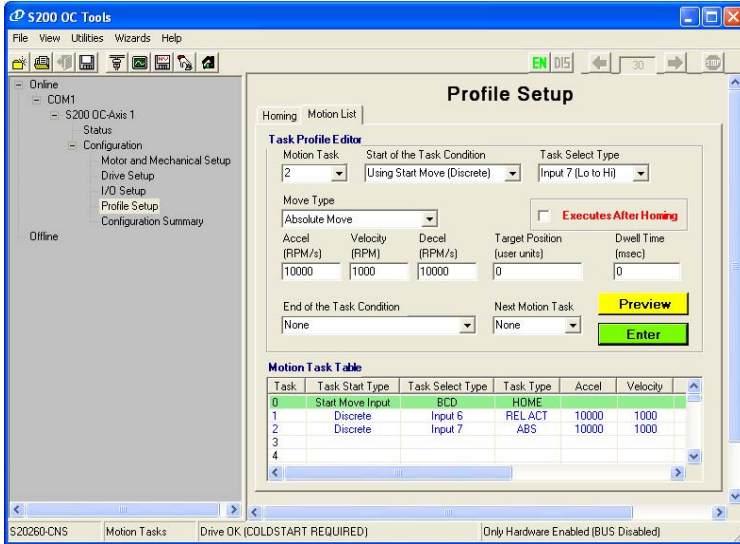 S200 OC Tools
File View Utilities Wizards Help
EN DIS 30 STOP
Online
COM1
S200 OC-Axis 1
Status
Configuration
Motor and Mechanical Setup
Drive Setup
I/O Setup
Profile Setup
Configuration Summary
Offline
Profile Setup
Homing Motion List
Task Profile Editor
Motion Task Start of the Task Condition Task Select Type
2 Using Start Move (Discrete) Input 7 (Lo to Hi)
Move Type
Absolute Move Executes After Homing
Accel Velocity Decel Target Position Dwell Time
(RPM/s) (RPM) (RPM/s) (user units) (msec)
10000 1000 10000 0 0
End of the Task Condition Next Motion Task Preview
None None Enter
Motion Task Table
Task Task Start Type Task Select Type Task Type Accel Velocity
0 Start Move Input BCD HOME
1 Discrete Input 6 REL ACT 10000 1000
2 Discrete Input 7 ABS 10000 1000
3
4
S20260-CNS Motion Tasks Drive OK (COLDSTART REQUIRED) Only Hardware Enabled (BUS Disabled)